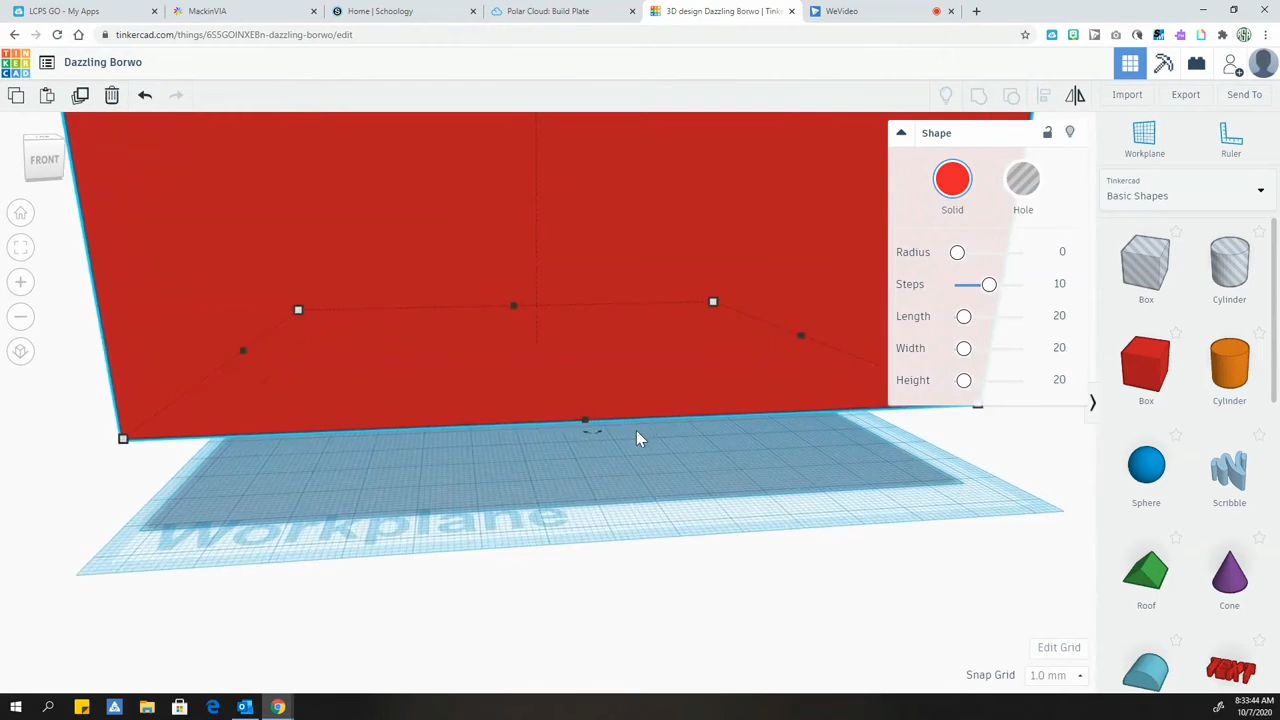 LCPS GO - My Apps
MackinVIA
Home | Schoology
Polar Cloud: Build Plate
3D design Dazzling Borwo | Tink
WeVideo
tinkercad.com/things/6S5GOINXEBn-dazzling-borwo/edit
TIN
KER
CAD
Dazzling Borwo
Import
Export
Send To
FRONT
Shape
Solid
Hole
Radius
0
Steps
10
Length
20
Width
20
Height
20
Workplane
Ruler
Tinkercad
Basic Shapes
Box
Cylinder
Box
Cylinder
Sphere
Scribble
Roof
Cone
TEXT
Workplane
Edit Grid
Snap Grid
1.0 mm
8:33:44 AM
10/7/2020